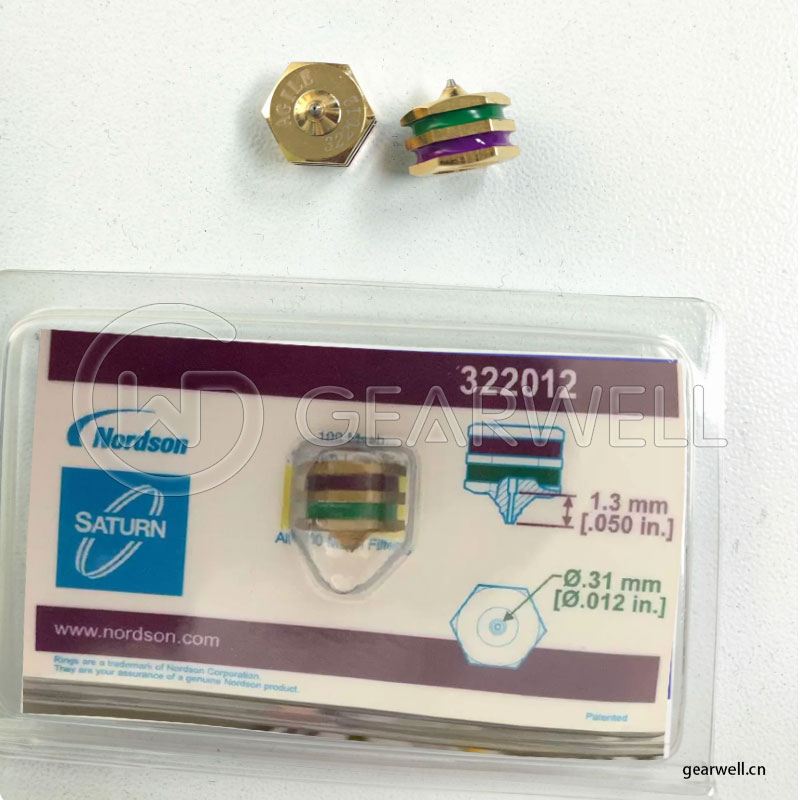 AGILE
322012
Nordson
SATURN
1.3 mm
[.050 in.]
Ø.31 mm
[Ø.012 in.]
www.nordson.com
Rings are a trademark of Nordson Corporation.
They are your assurance of a genuine Nordson product.
Patented
GEARWELL
gearwell.cn